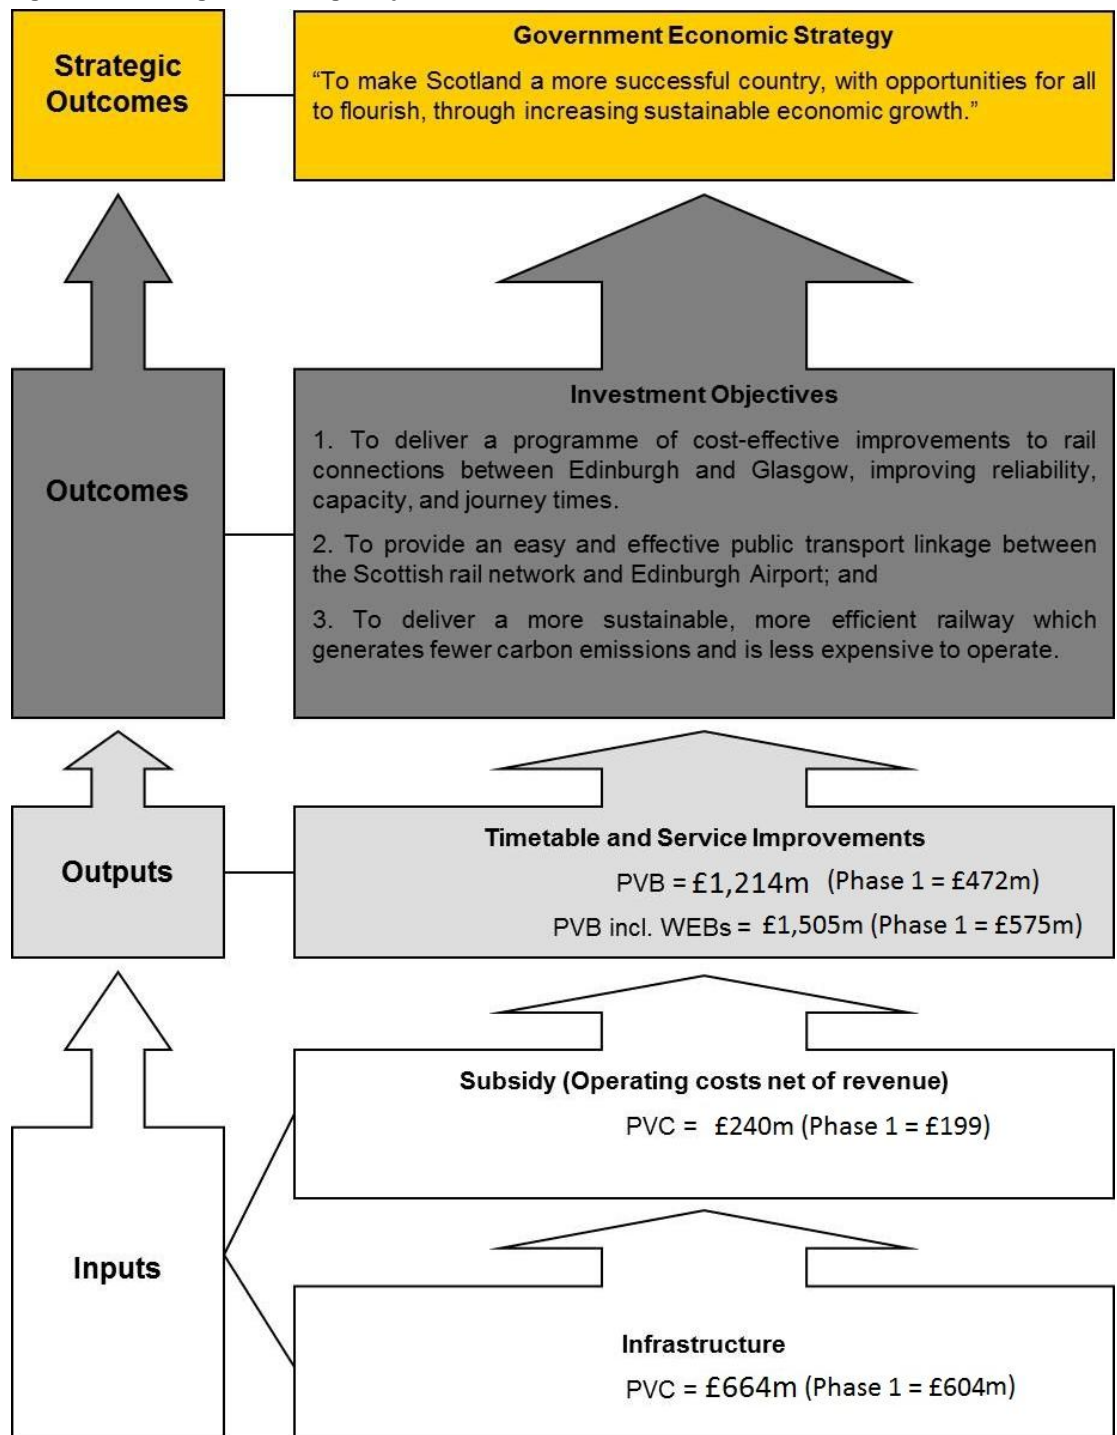 Strategic
Outcomes
Government Economic Strategy
“To make Scotland a more successful country, with opportunities for all
to flourish, through increasing sustainable economic growth.”
Outcomes
Investment Objectives
1. To deliver a programme of cost-effective improvements to rail
connections between Edinburgh and Glasgow, improving reliability,
capacity, and journey times.
2. To provide an easy and effective public transport linkage between
the Scottish rail network and Edinburgh Airport; and
3. To deliver a more sustainable, more efficient railway which
generates fewer carbon emissions and is less expensive to operate.
Outputs
Timetable and Service Improvements
PVB = £1,214m (Phase 1 = £472m)
PVB incl. WEBs = £1,505m (Phase 1 = £575m)
Inputs
Subsidy (Operating costs net of revenue)
PVC = £240m (Phase 1 = £199)
Infrastructure
PVC = £664m (Phase 1 = £604m)